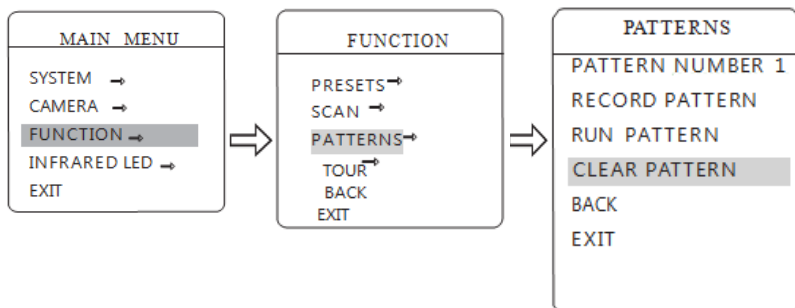 MAIN MENU
SYSTEM →
CAMERA →
FUNCTION →
INFRARED LED →
EXIT
FUNCTION
PRESETS→
SCAN →
PATTERNS→
TOUR→
BACK
EXIT
PATTERNS
PATTERN NUMBER 1
RECORD PATTERN
RUN PATTERN
CLEAR PATTERN
BACK
EXIT